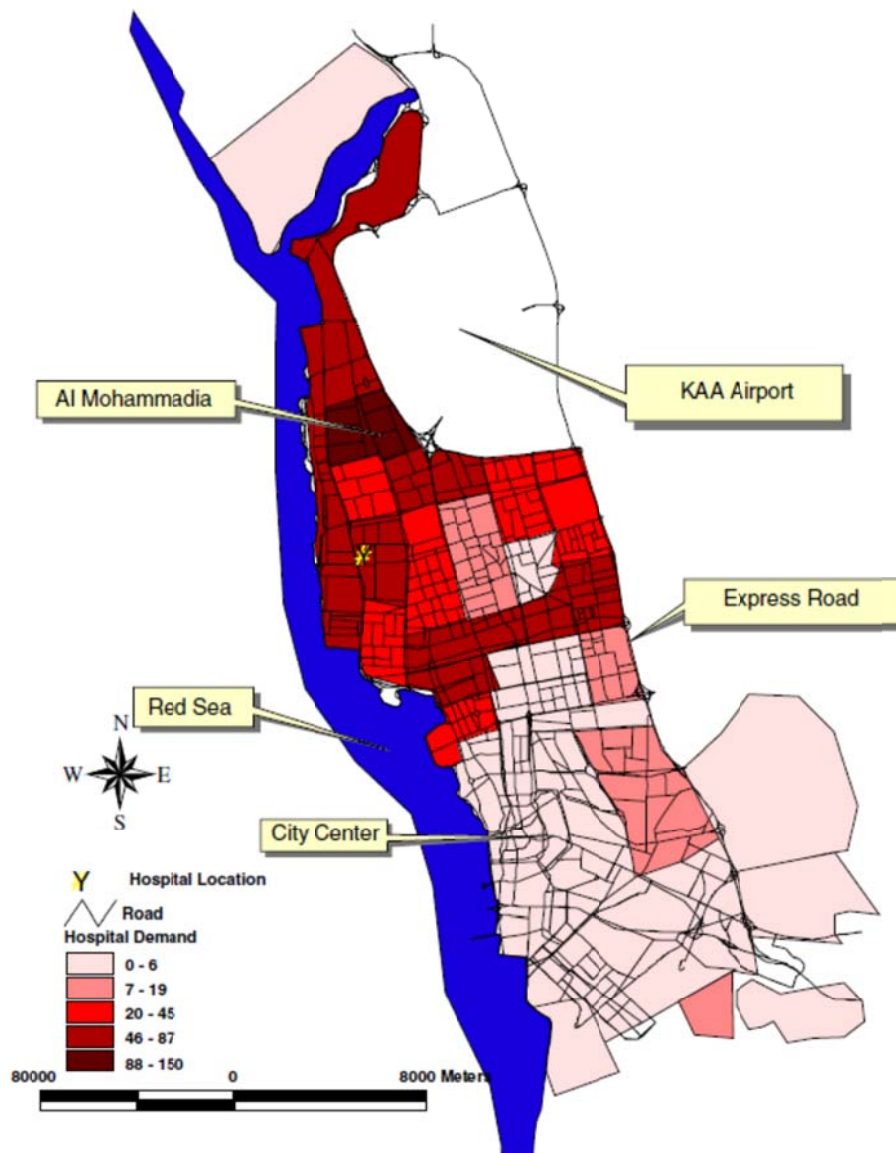 Al Mohammadia
KAA Airport
Express Road
Red Sea
N
W E
S
City Center
Hospital Location
Road
Hospital Demand
0 - 6
7 - 19
20 - 45
46 - 87
88 - 150
80000 0 8000 Meters